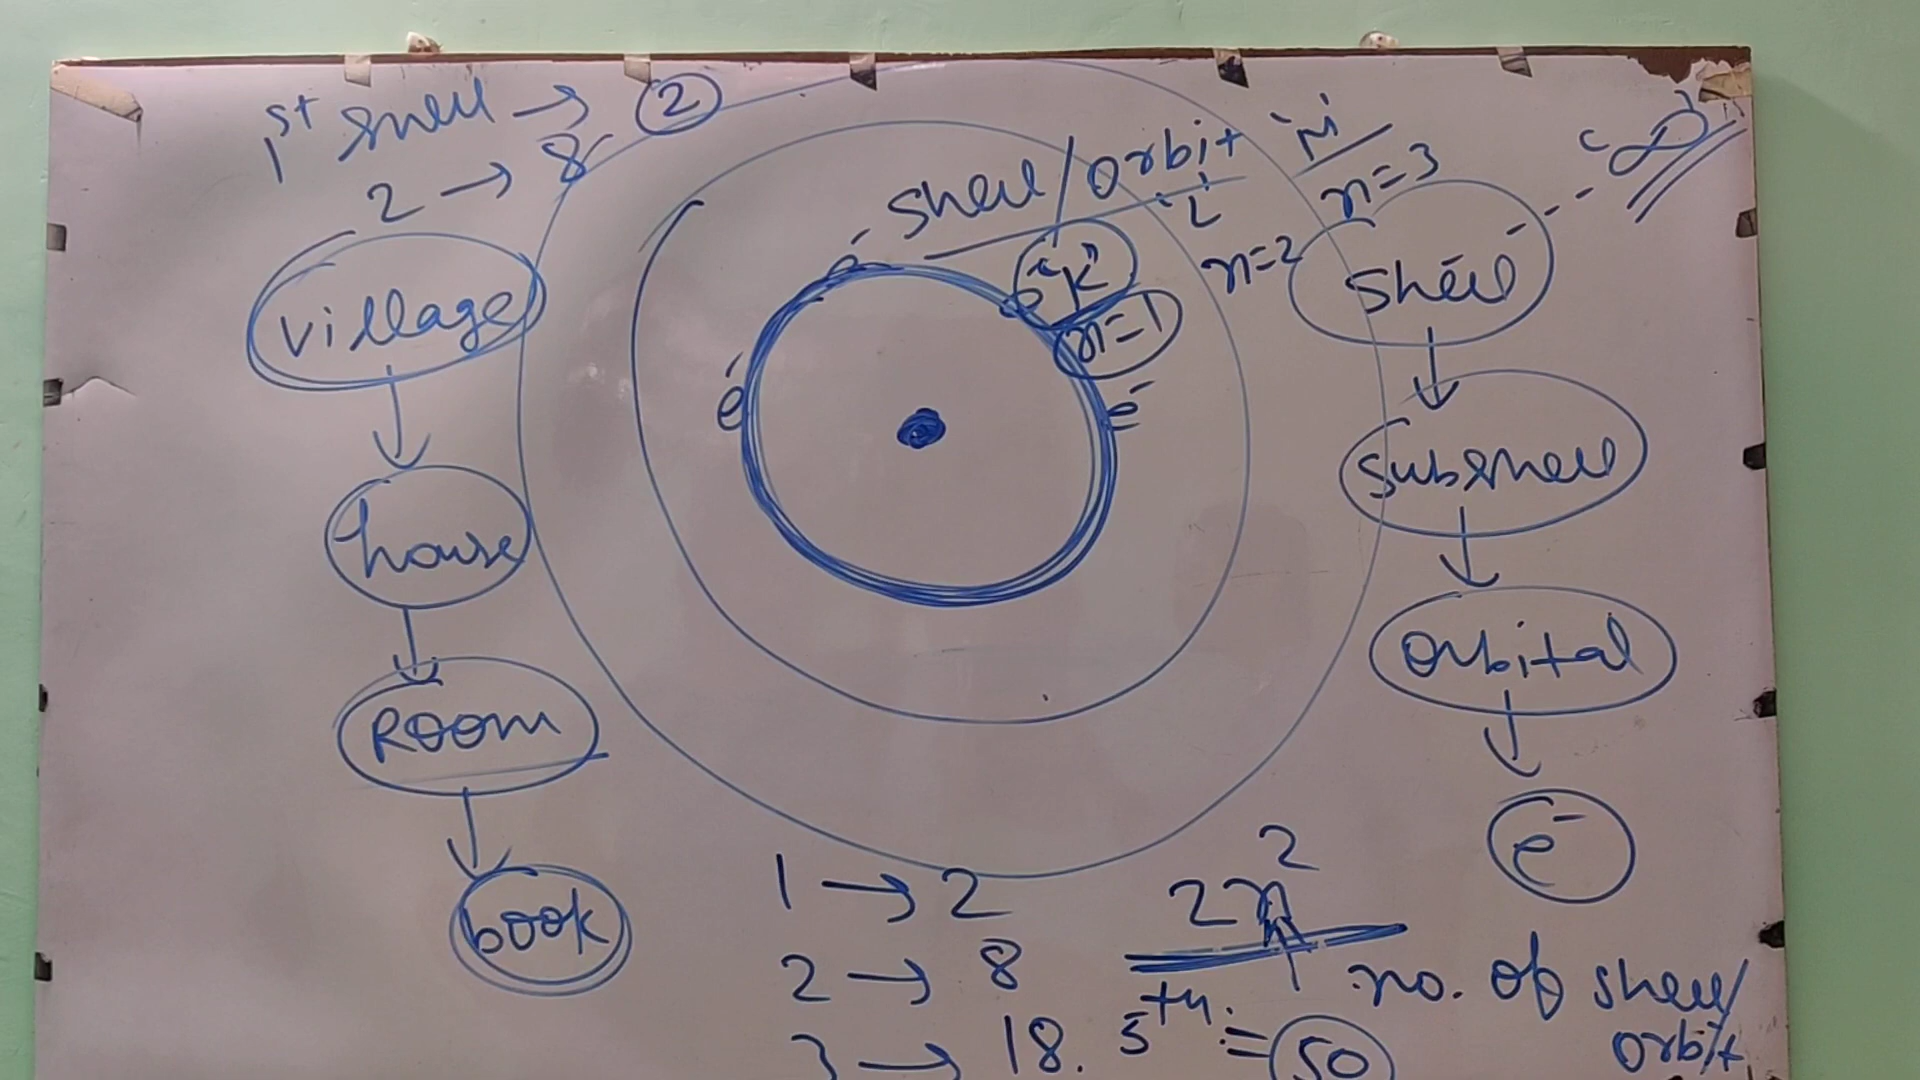 1st shell → 2
2 → 8
village
house
Room
book
shell/orbit
"K"
n=1
'L'
n=2
'M'
n=3
e-
e-
e-
e-
shell
subshell
orbital
e-
1 → 2
2 → 8
3 → 18.
2n²
no. of shell/
orbit
5th. = 50